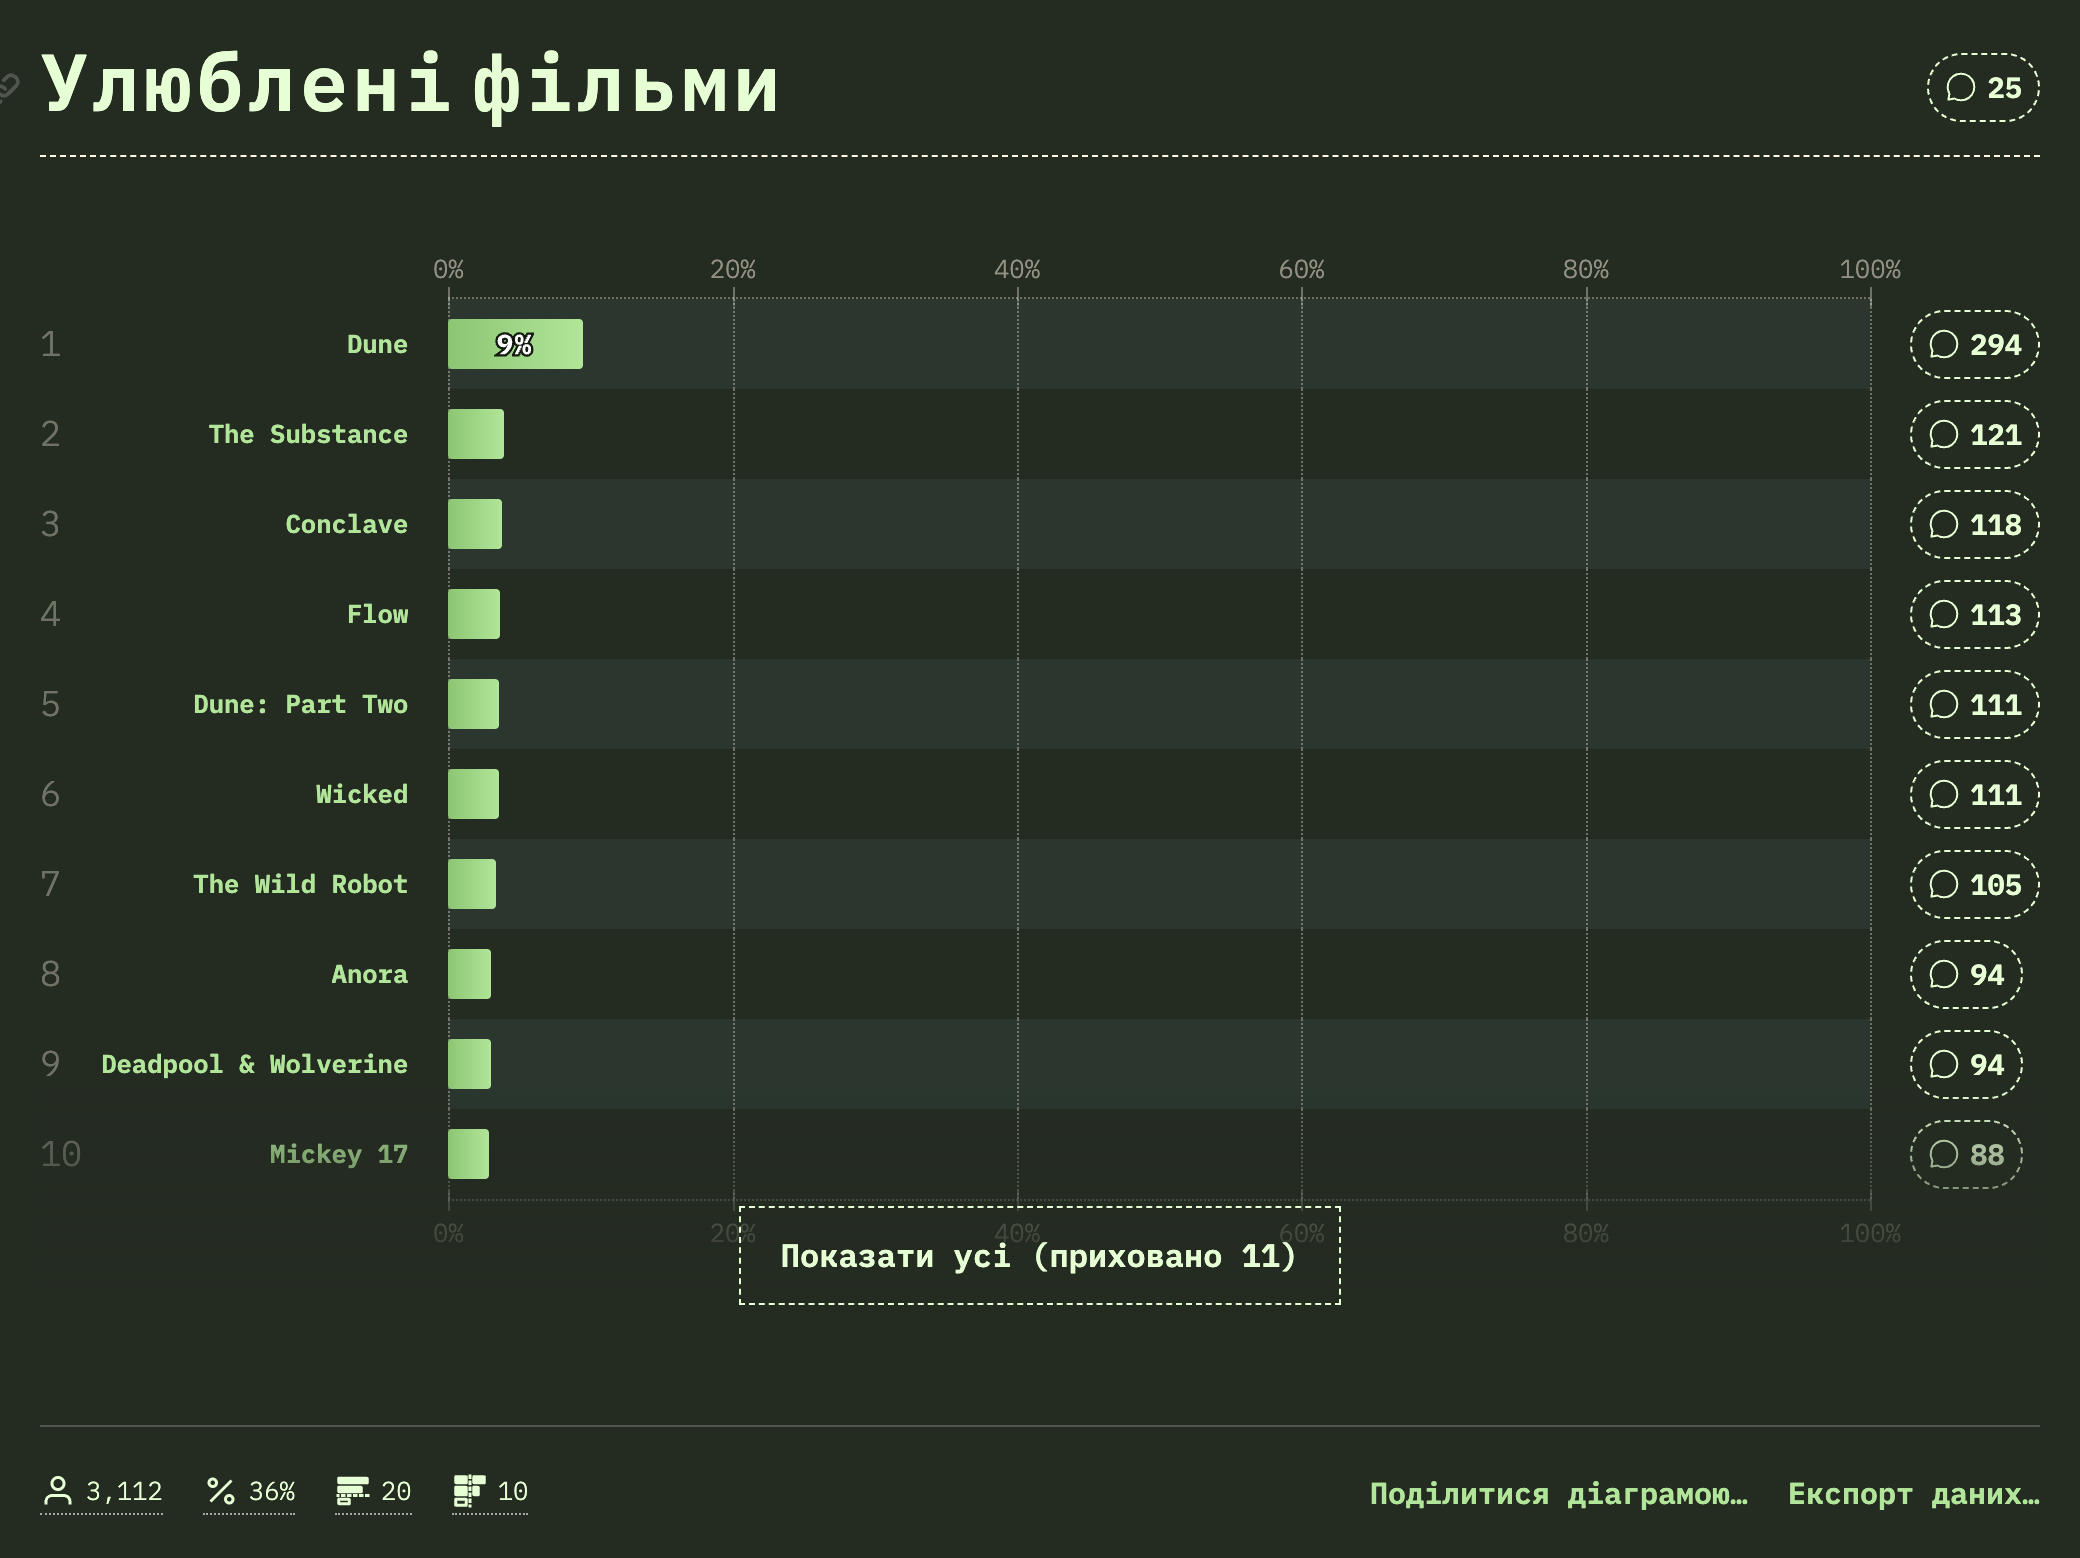 Улюблені фільми
25
0% 20% 40% 60% 80% 100%
1 Dune 9% 294
2 The Substance 121
3 Conclave 118
4 Flow 113
5 Dune: Part Two 111
6 Wicked 111
7 The Wild Robot 105
8 Anora 94
9 Deadpool & Wolverine 94
10 Mickey 17 88
0% 20% 40% 60% 80% 100%
Показати усі (приховано 11)
3,112 36% 20 10 Поділитися діаграмою… Експорт даних…